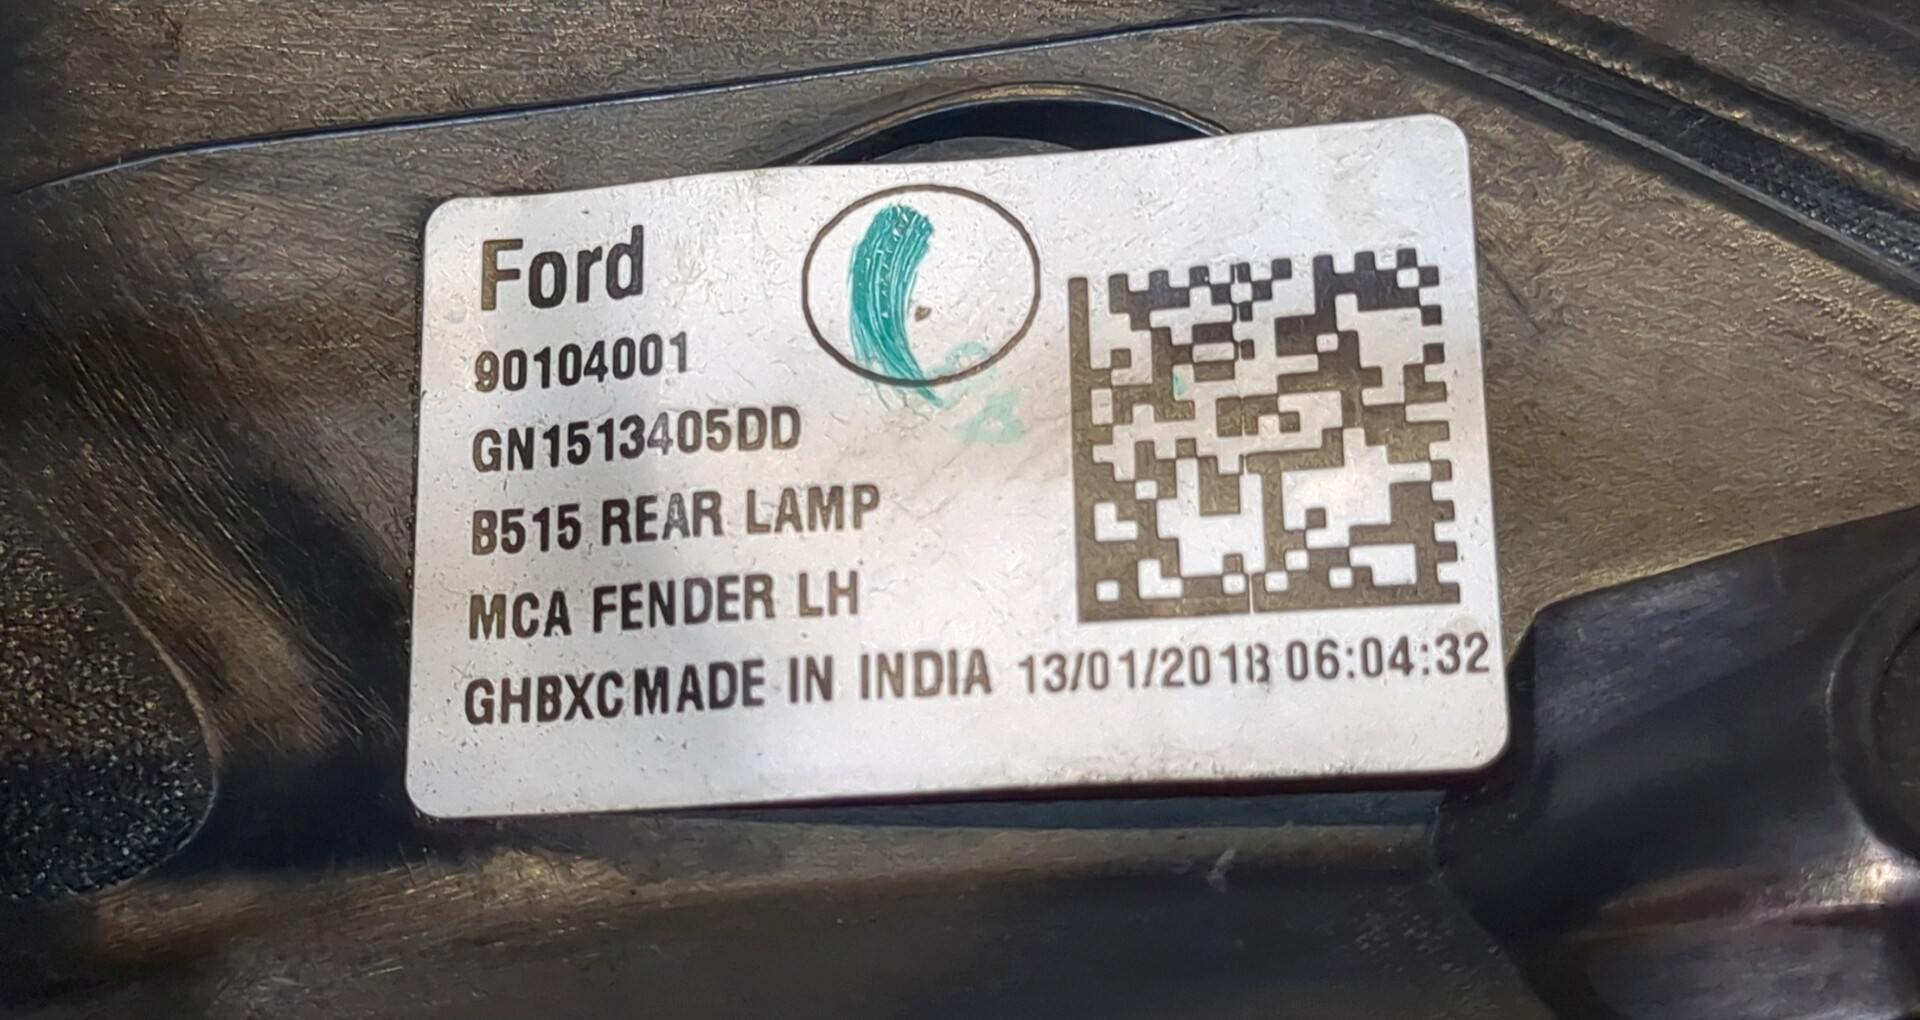 Ford
90104001
GN1513405DD
B515 REAR LAMP
MCA FENDER LH
GHBXCMADE IN INDIA 13/01/2018 06:04:32